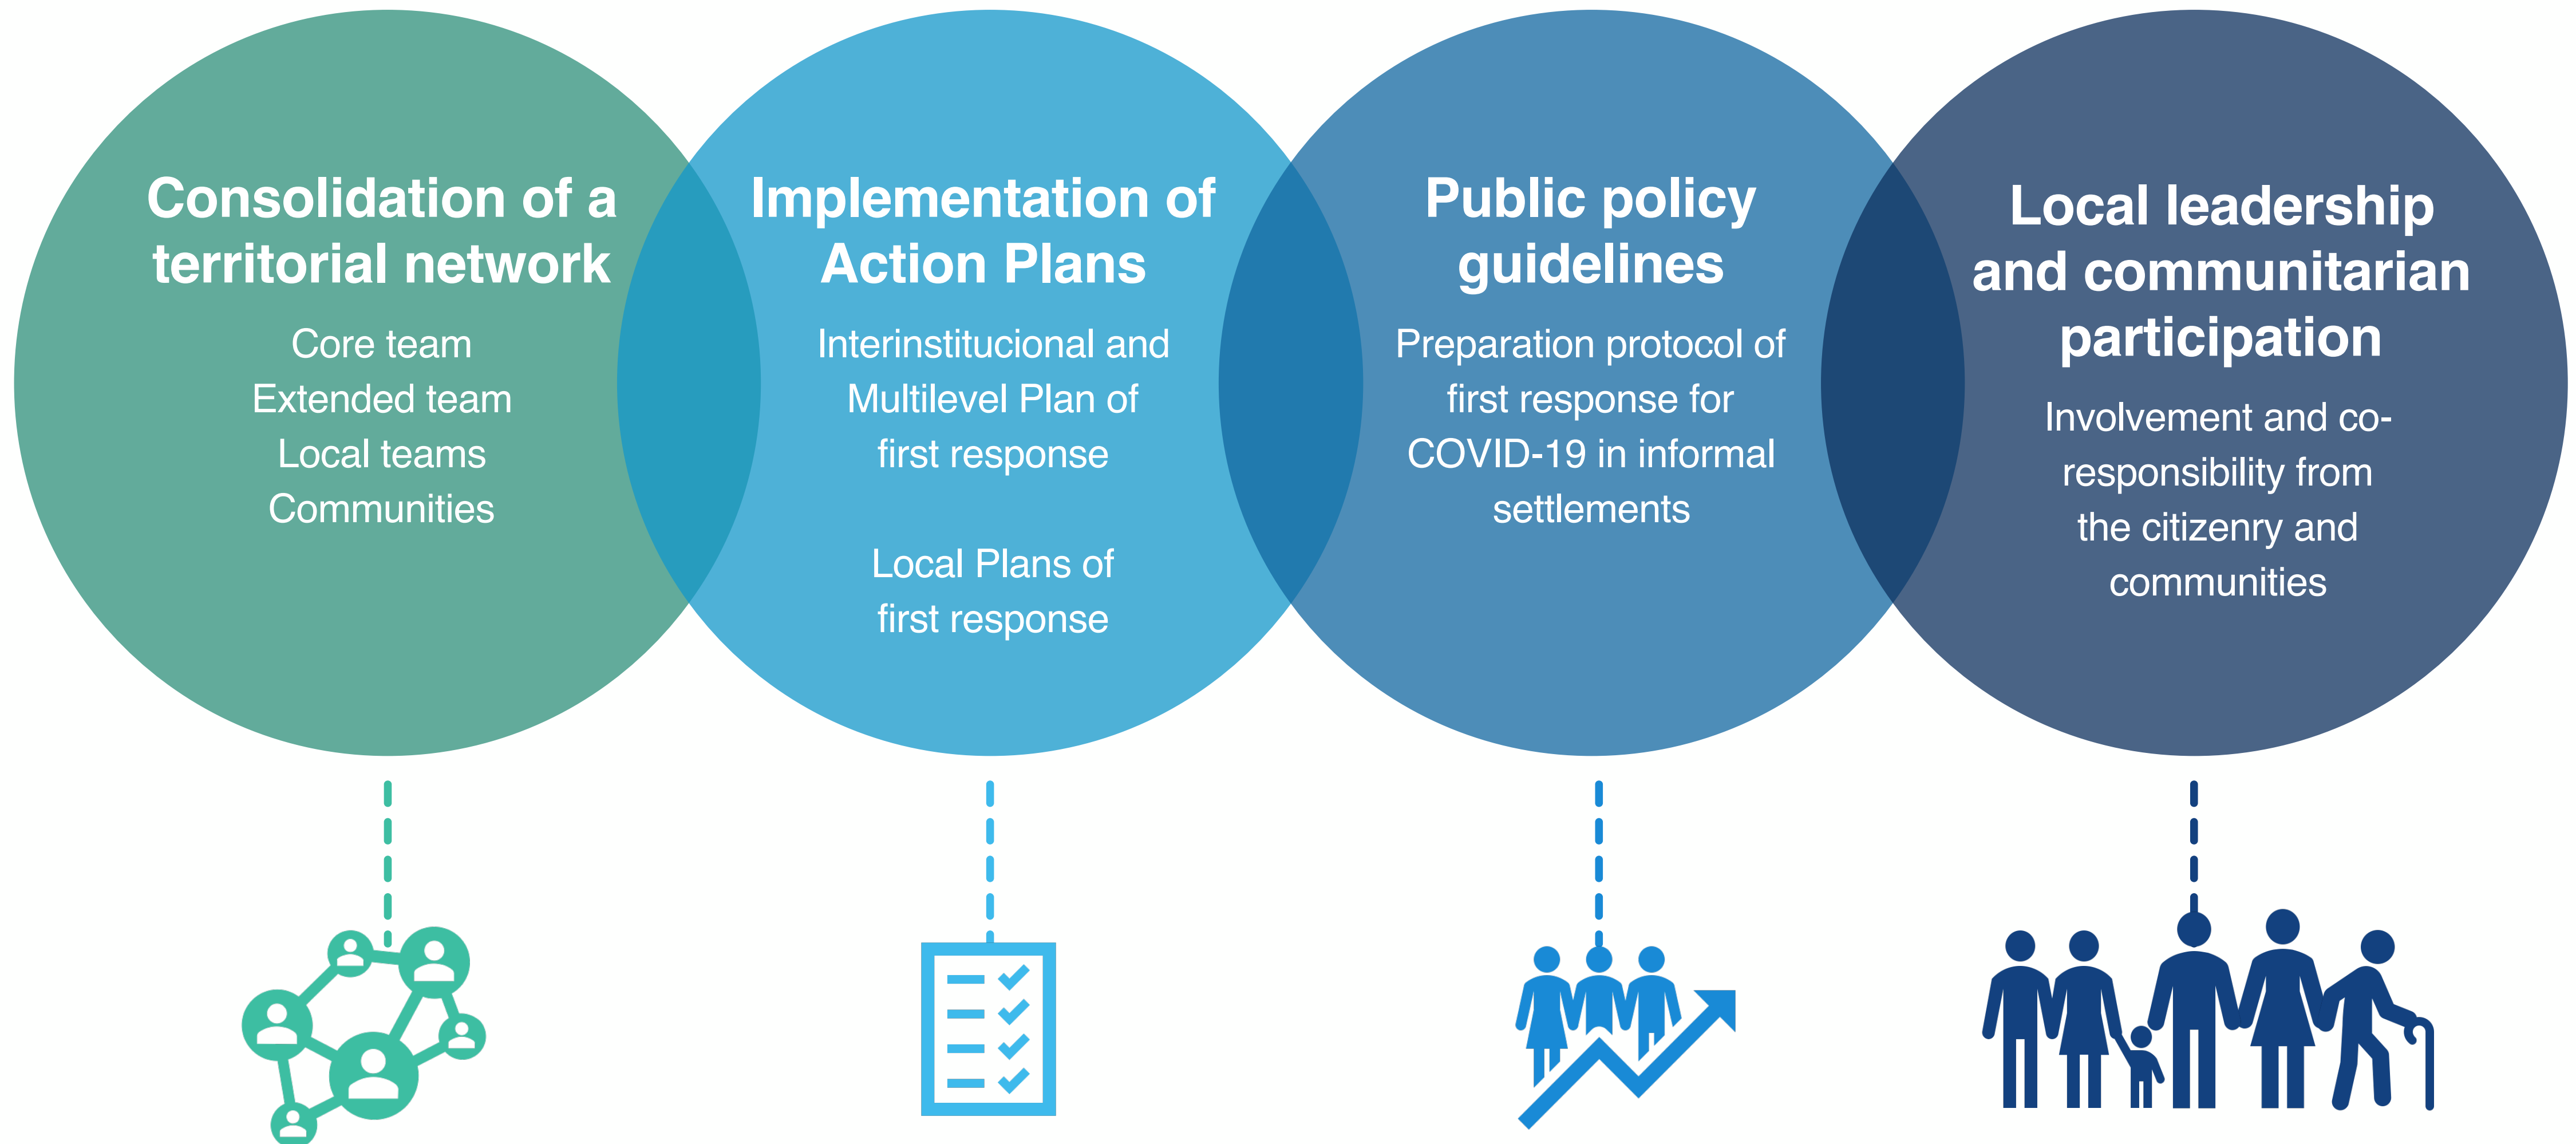 Consolidation of a
territorial network
Core team
Extended team
Local teams
Communities
Implementation of
Action Plans
Interinstitucional and
Multilevel Plan of
first response
Local Plans of
first response
Public policy
guidelines
Preparation protocol of
first response for
COVID-19 in informal
settlements
Local leadership
and communitarian
participation
Involvement and co-
responsibility from
the citizenry and
communities